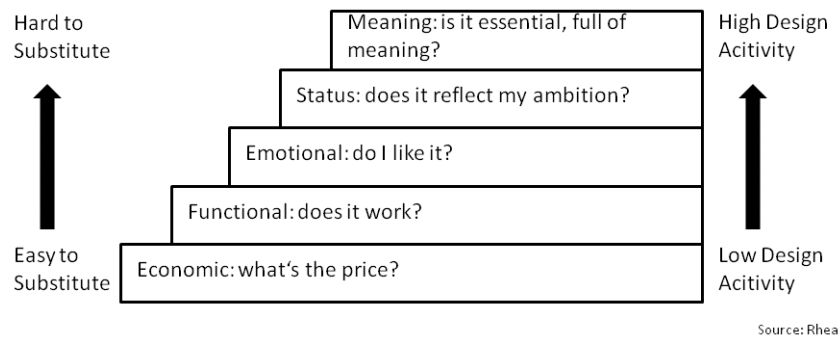 Hard to
Substitute
Meaning: is it essential, full of
meaning?
High Design
Acitivity
Status: does it reflect my ambition?
Emotional: do I like it?
Functional: does it work?
Easy to
Substitute
Economic: what‘s the price?
Low Design
Acitivity
Source: Rhea